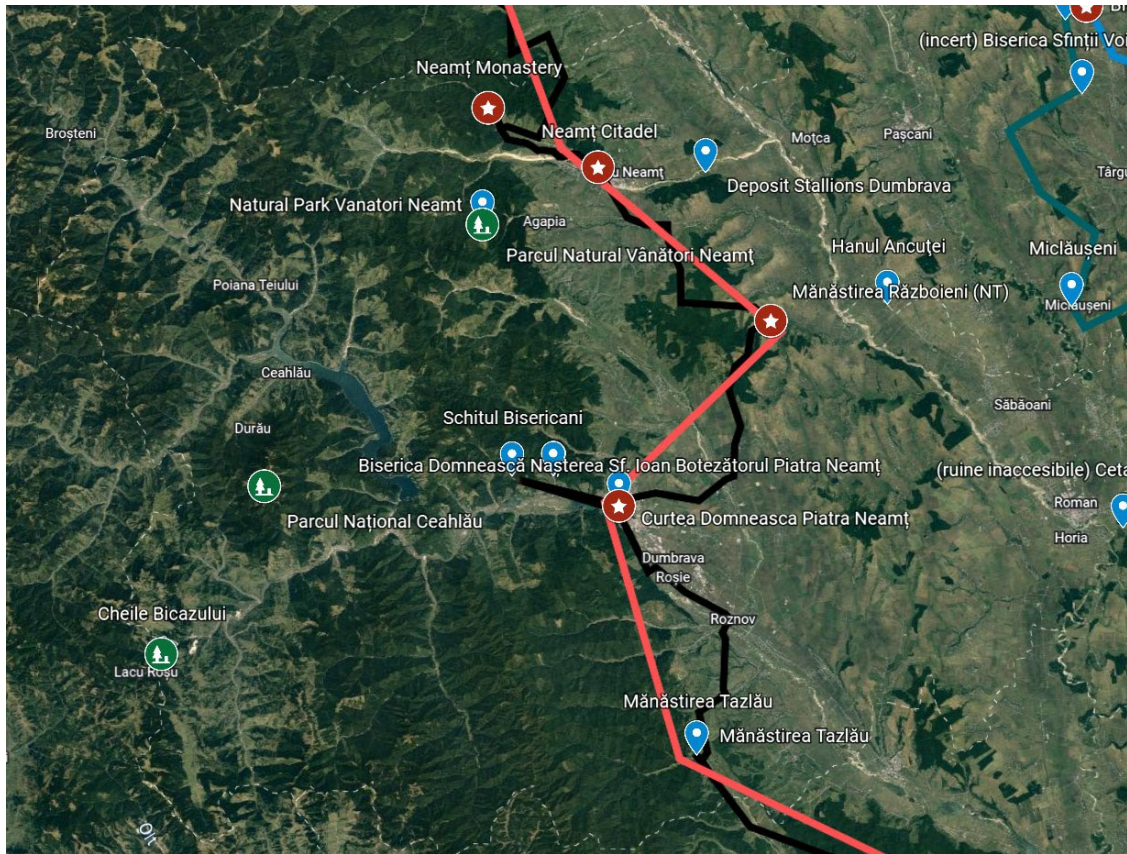 (incert) Biserica Sfinții Voi
Neamț Monastery
Broșteni
Neamț Citadel
Moțca
Pașcani
u Neamț
Târgu
Deposit Stallions Dumbrava
Natural Park Vanatori Neamt
Agapia
Parcul Natural Vânători Neamț
Hanul Ancuței
Miclăușeni
Poiana Teiului
Mănăstirea Războieni (NT)
Miclăușeni
Ceahlău
Săbăoani
Durău
Schitul Bisericani
Biserica Domnească Nașterea Sf. Ioan Botezătorul Piatra Neamț
(ruine inaccesibile) Ceta
Roman
Parcul Național Ceahlău
Curtea Domneasca Piatra Neamț
Horia
Dumbrava
Roșie
Cheile Bicazului
Roznov
Lacu Roșu
Mănăstirea Tazlău
Mănăstirea Tazlău
Olt